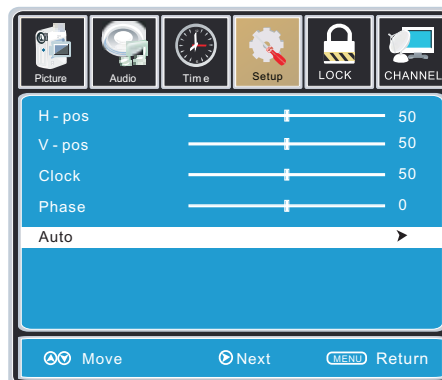 Picture Audio Time Setup LOCK CHANNEL
H - pos 50
V - pos 50
Clock 50
Phase 0
Auto
Move Next MENU Return